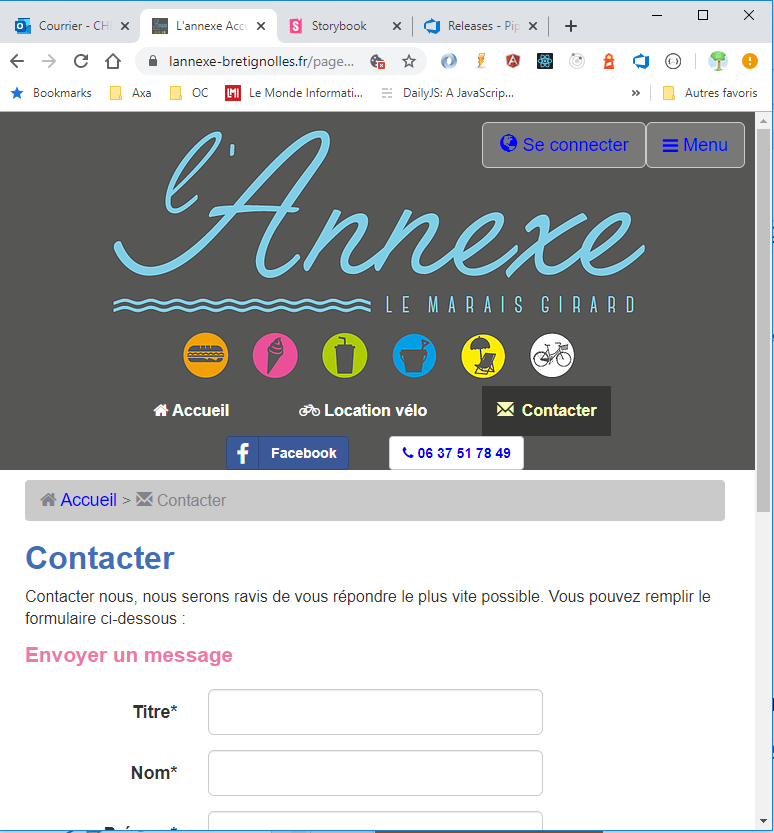 Courrier - CH
L'annexe Acc
Storybook
Releases - Pip
lannexe-bretignolles.fr/page...
Bookmarks
Axa
OC
LMI
Le Monde Informati...
DailyJS: A JavaScrip...
»
Autres favoris
Se connecter
Menu
l'Annexe
LE MARAIS GIRARD
Accueil
Location vélo
Contacter
Facebook
06 37 51 78 49
Accueil > Contacter
Contacter
Contacter nous, nous serons ravis de vous répondre le plus vite possible. Vous pouvez remplir le
formulaire ci-dessous :
Envoyer un message
Titre*
Nom*